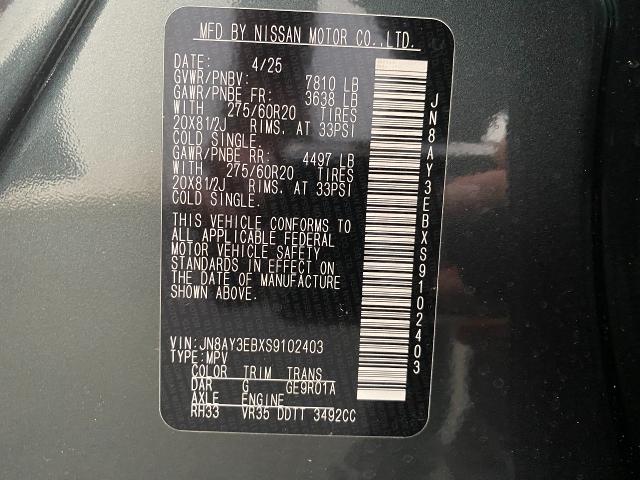 MFD BY NISSAN MOTOR CO.,LTD.
DATE: 4/25
GVWR/PNBV: 7810 LB
GAWR/PNBE FR: 3638 LB
WITH 275/60R20 TIRES
20X81/2J RIMS, AT 33PSI
COLD SINGLE.
GAWR/PNBE RR: 4497 LB
WITH 275/60R20 TIRES
20X81/2J RIMS, AT 33PSI
COLD SINGLE.
THIS VEHICLE CONFORMS TO
ALL APPLICABLE FEDERAL
MOTOR VEHICLE SAFETY
STANDARDS IN EFFECT ON
THE DATE OF MANUFACTURE
SHOWN ABOVE.
VIN: JN8AY3EBXS9102403
TYPE: MPV
COLOR TRIM TRANS
DAR G GE9R01A
AXLE ENGINE
RH33 VR35 DDTT 3492CC
JN8AY3EBXS9102403